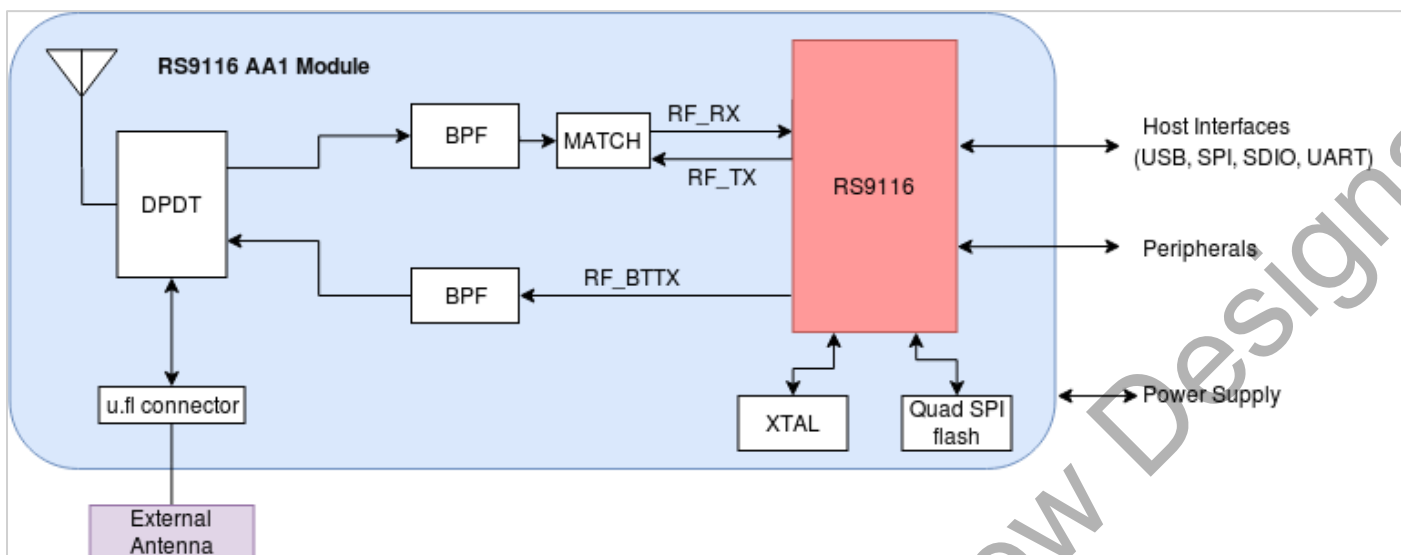 RS9116 AA1 Module
BPF
MATCH
RF_RX
RF_TX
RS9116
DPDT
Host Interfaces
(USB, SPI, SDIO, UART)
Peripherals
BPF
RF_BTTX
u.fl connector
XTAL
Quad SPI
flash
Power Supply
External
Antenna
ow Designs